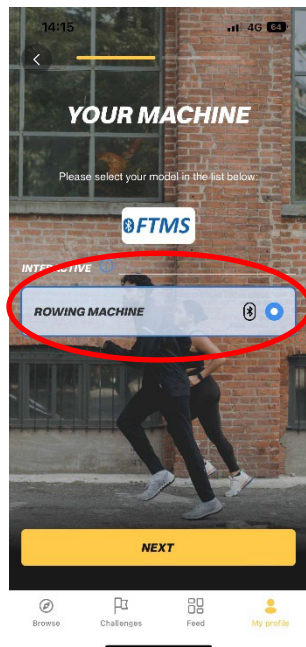 14:15
4G 64
YOUR MACHINE
Please select your model in the list below:
FTMS
INTERACTIVE
ROWING MACHINE
NEXT
Browse Challenges Feed My profile